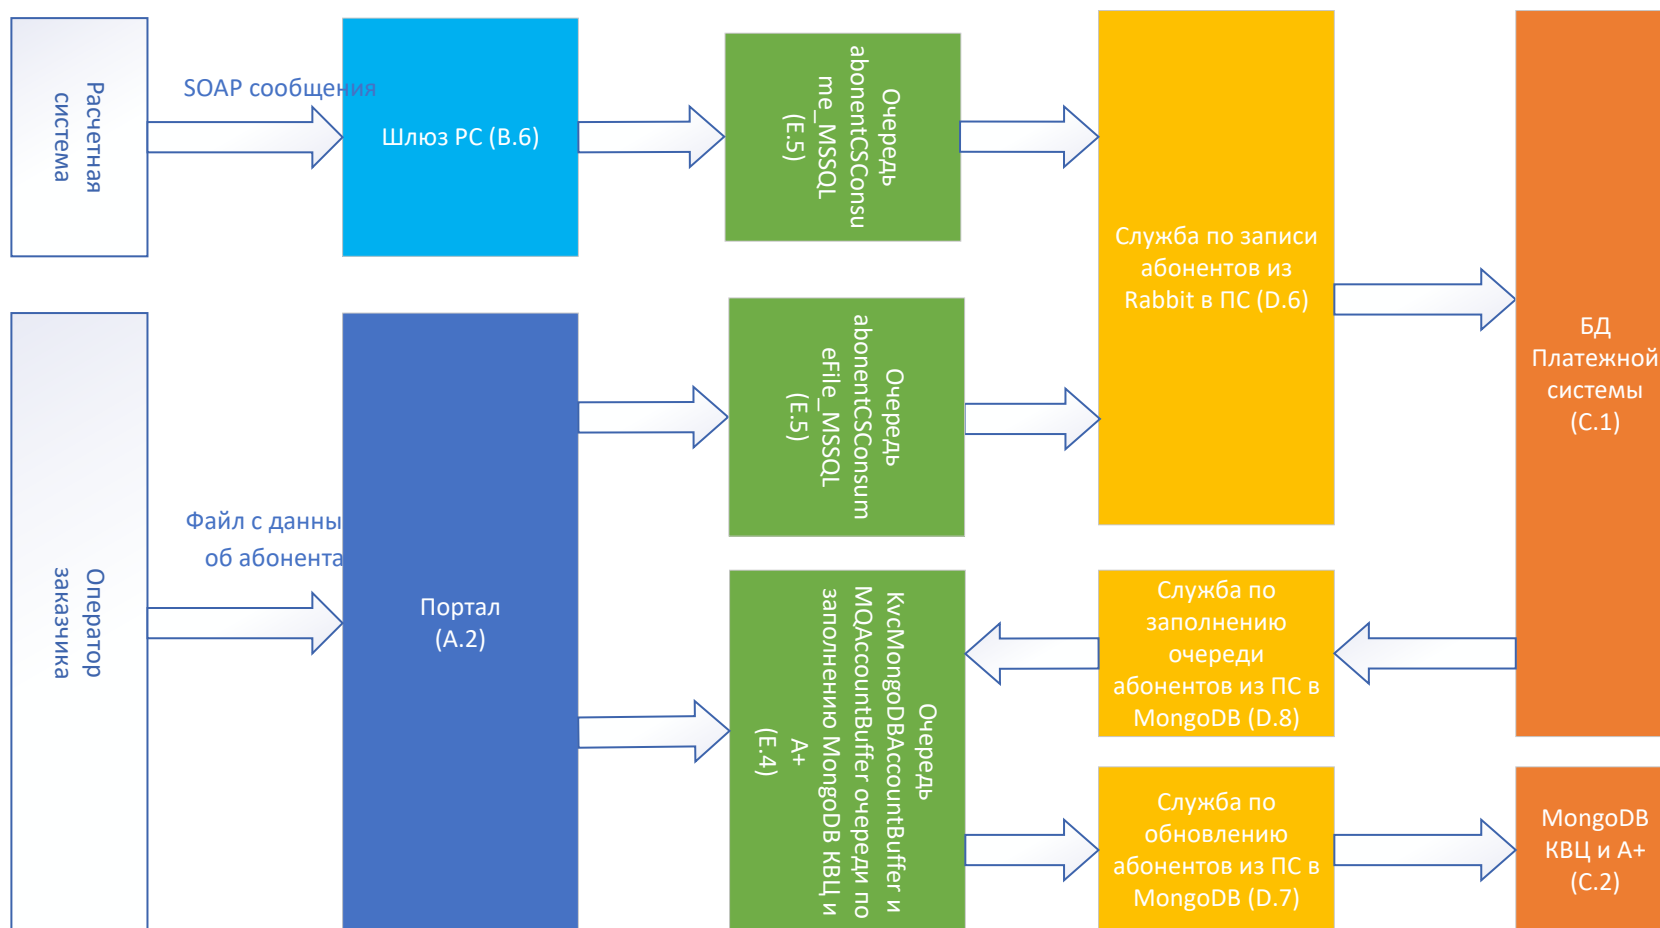 Расчетная
система
SOAP сообщения
Шлюз РС (B.6)
Очередь
abonentCSConsu
me_MSSQL
(E.5)
Служба по записи
абонентов из
Rabbit в ПС (D.6)
БД
Платежной
системы
(C.1)
Оператор
заказчика
Файл с данны
об абонента
Портал
(A.2)
Очередь
abonentCSConsum
eFile_MSSQL
(E.5)
Очередь
KvcMongoDBAccountBuffer и
MQAccountBuffer очереди по
заполнению MongoDB КВЦ и
А+
(E.4)
Служба по
заполнению
очереди
абонентов из ПС в
MongoDB (D.8)
Служба по
обновлению
абонентов из ПС в
MongoDB (D.7)
MongoDB
КВЦ и А+
(C.2)